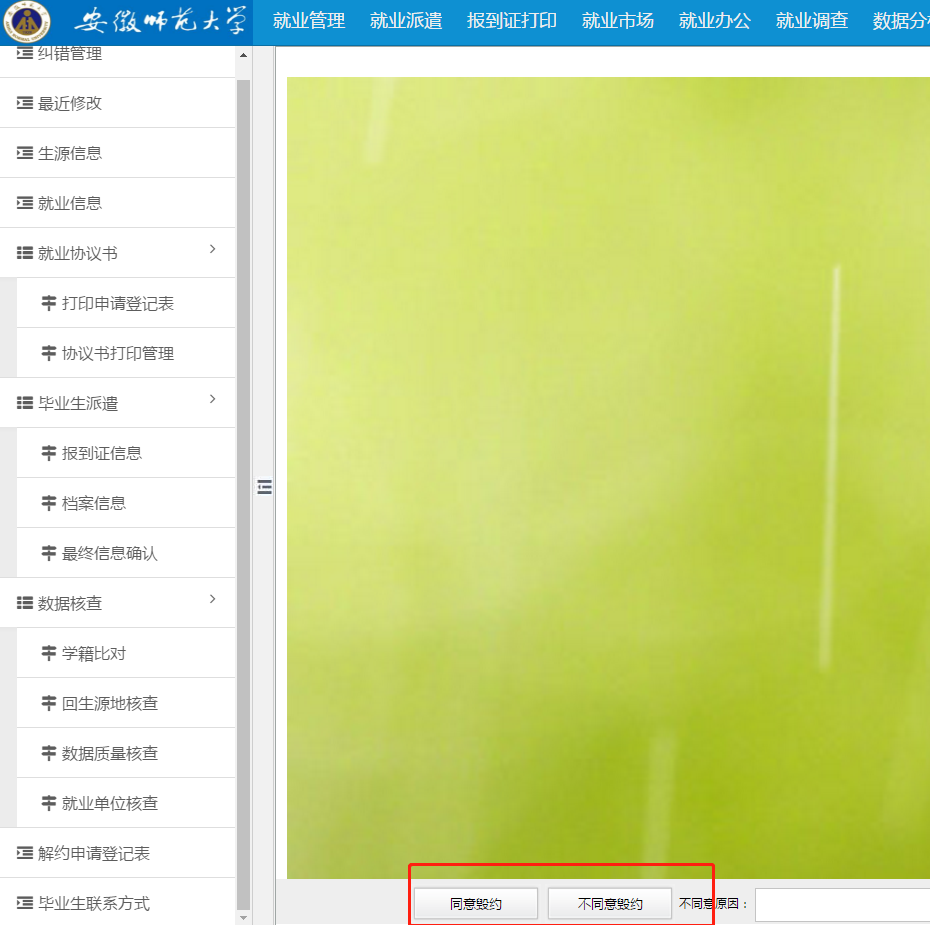 安徽师范大学
就业管理 就业派遣 报到证打印 就业市场 就业办公 就业调查 数据分
纠错管理
最近修改
生源信息
就业信息
就业协议书
打印申请登记表
协议书打印管理
毕业生派遣
报到证信息
档案信息
最终信息确认
数据核查
学籍比对
回生源地核查
数据质量核查
就业单位核查
解约申请登记表
毕业生联系方式
同意毁约 不同意毁约 不同意原因：